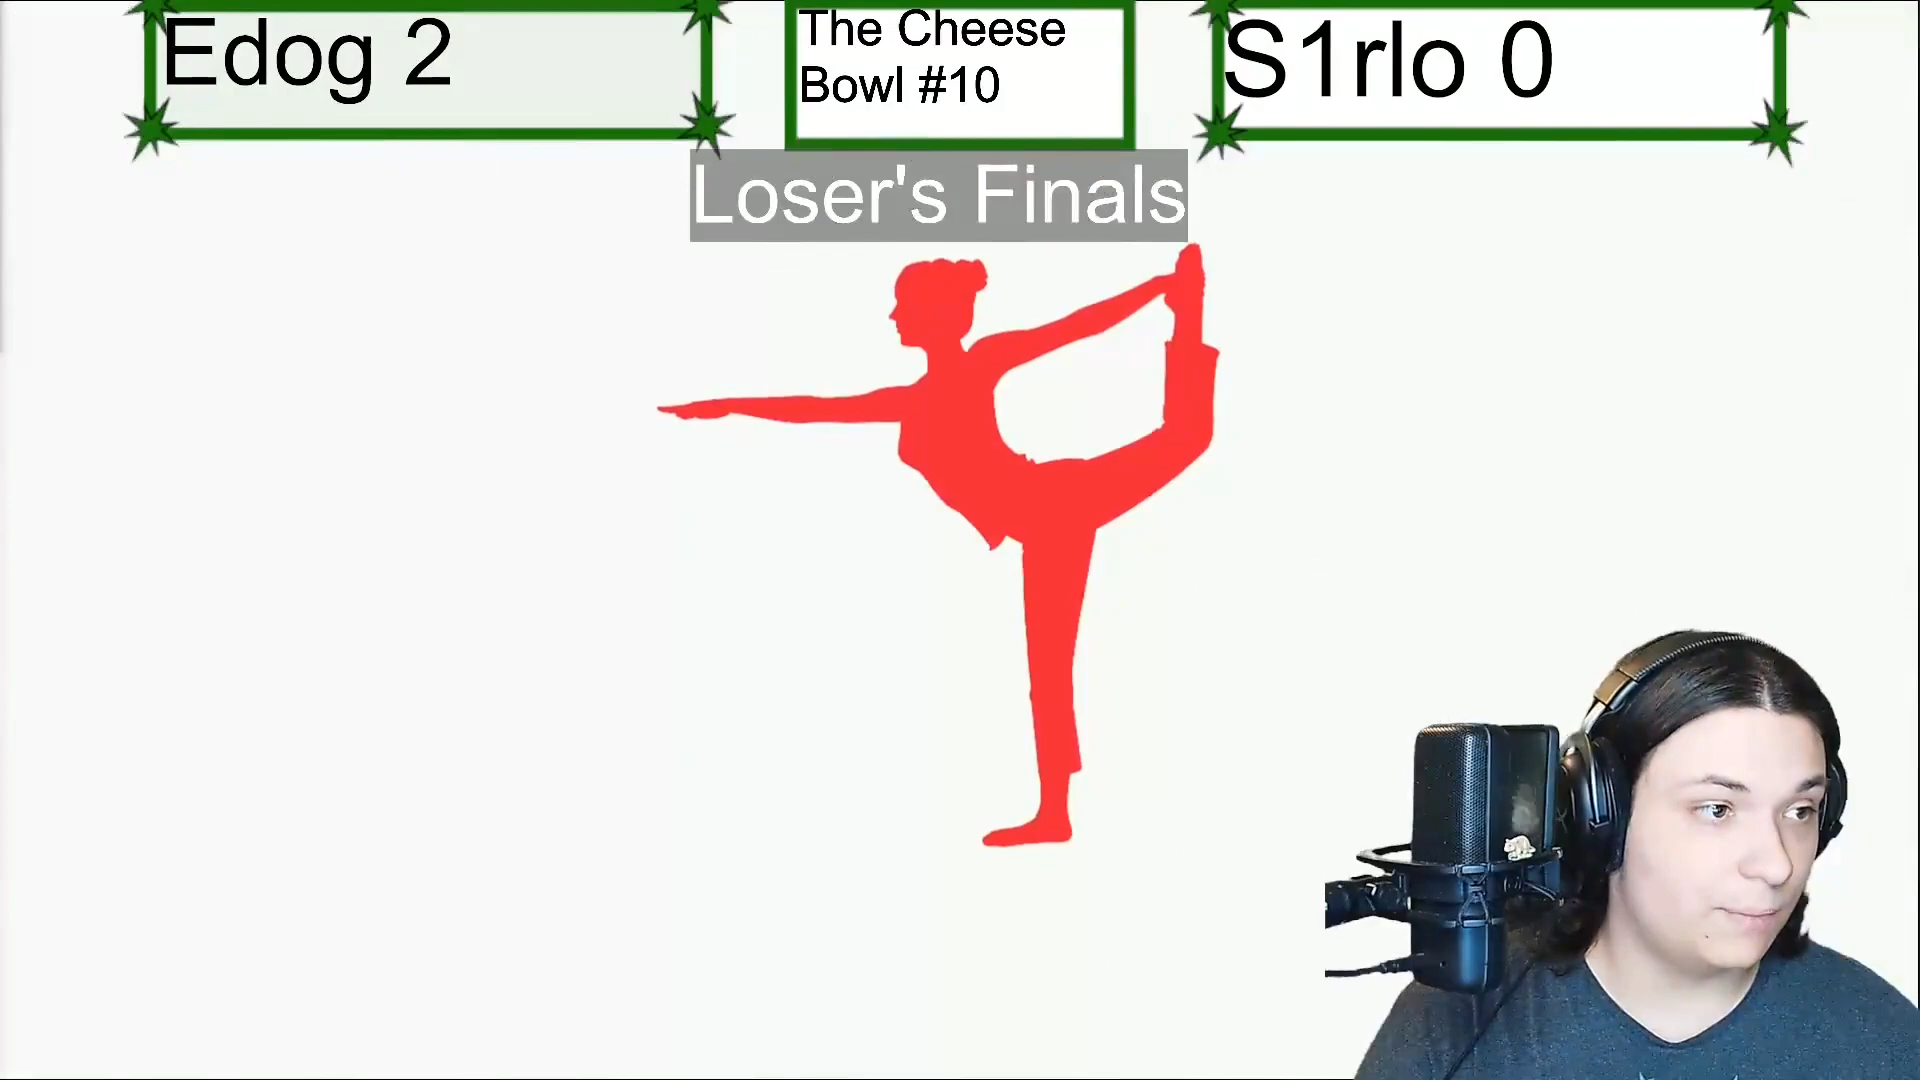 Edog 2
The Cheese
Bowl #10
S1rlo 0
Loser's Finals